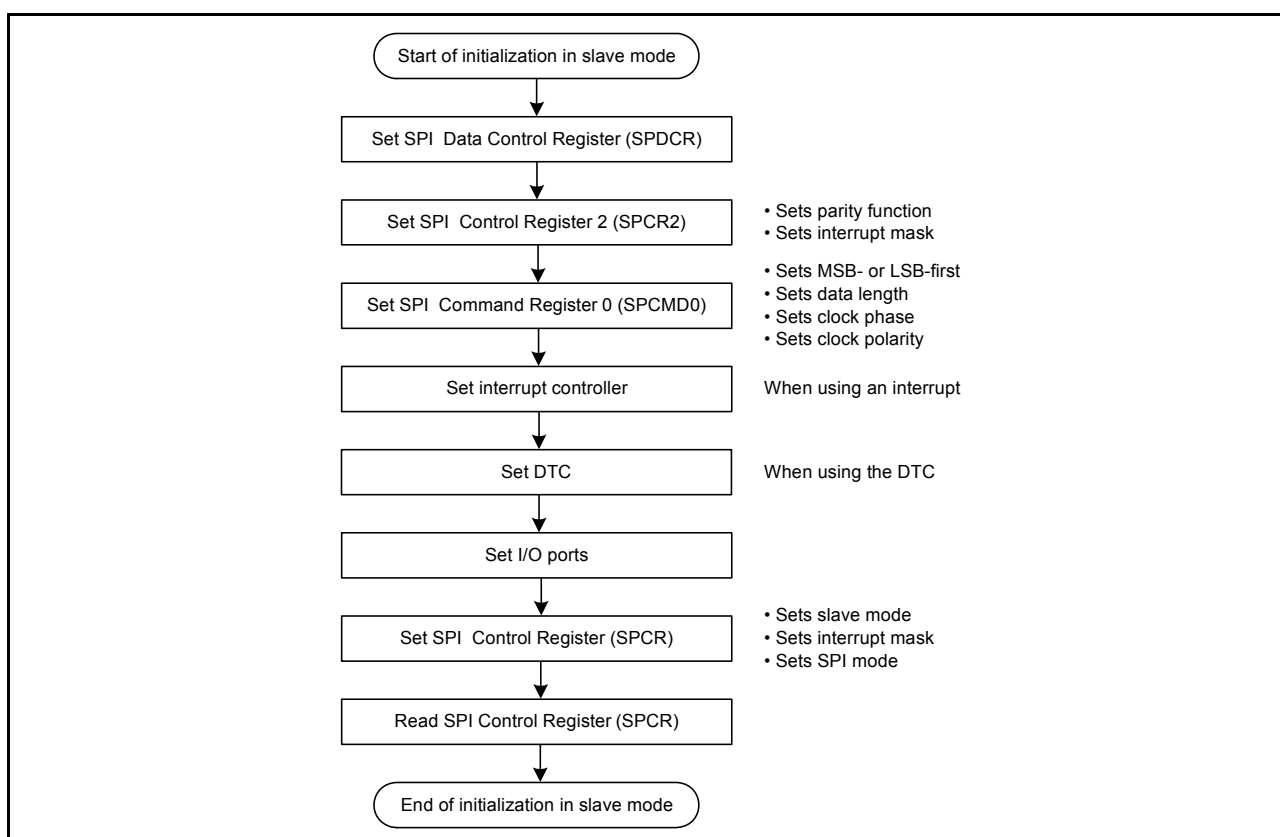 Start of initialization in slave mode
Set SPI Data Control Register (SPDCR)
Set SPI Control Register 2 (SPCR2)
• Sets parity function
• Sets interrupt mask
Set SPI Command Register 0 (SPCMD0)
• Sets MSB- or LSB-first
• Sets data length
• Sets clock phase
• Sets clock polarity
Set interrupt controller
When using an interrupt
Set DTC
When using the DTC
Set I/O ports
Set SPI Control Register (SPCR)
• Sets slave mode
• Sets interrupt mask
• Sets SPI mode
Read SPI Control Register (SPCR)
End of initialization in slave mode